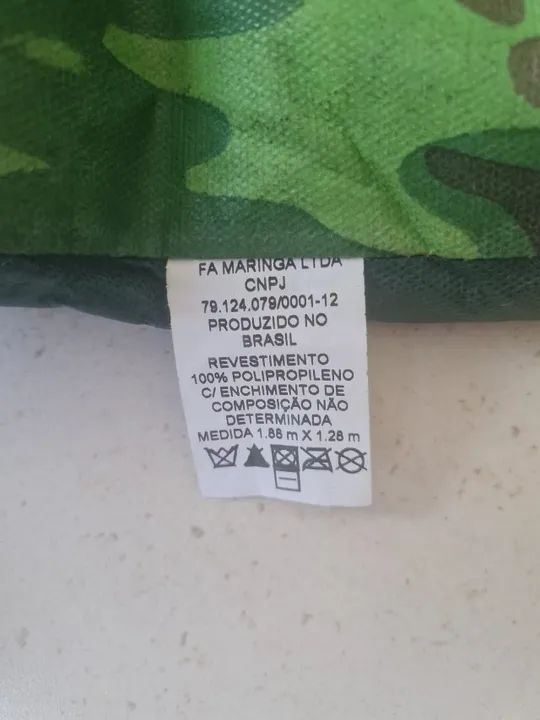 FA MARINGA LTDA
CNPJ
79.124.079/0001-12
PRODUZIDO NO
BRASIL
REVESTIMENTO
100% POLIPROPILENO
C/ ENCHIMENTO DE
COMPOSIÇÃO NÃO
DETERMINADA
MEDIDA 1.88 m X 1.28 m